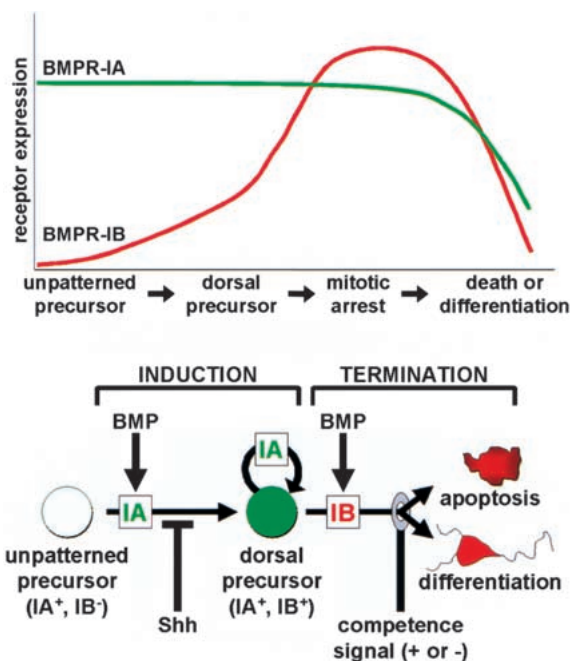 BMPR-IA
receptor expression
BMPR-IB
unpatterned precursor → dorsal precursor → mitotic arrest → death or differentiation
INDUCTION TERMINATION
BMP BMP
IA
IA IB
apoptosis
unpatterned precursor (IA⁺, IB⁻)
dorsal precursor (IA⁺, IB⁺)
differentiation
Shh
competence signal (+ or -)